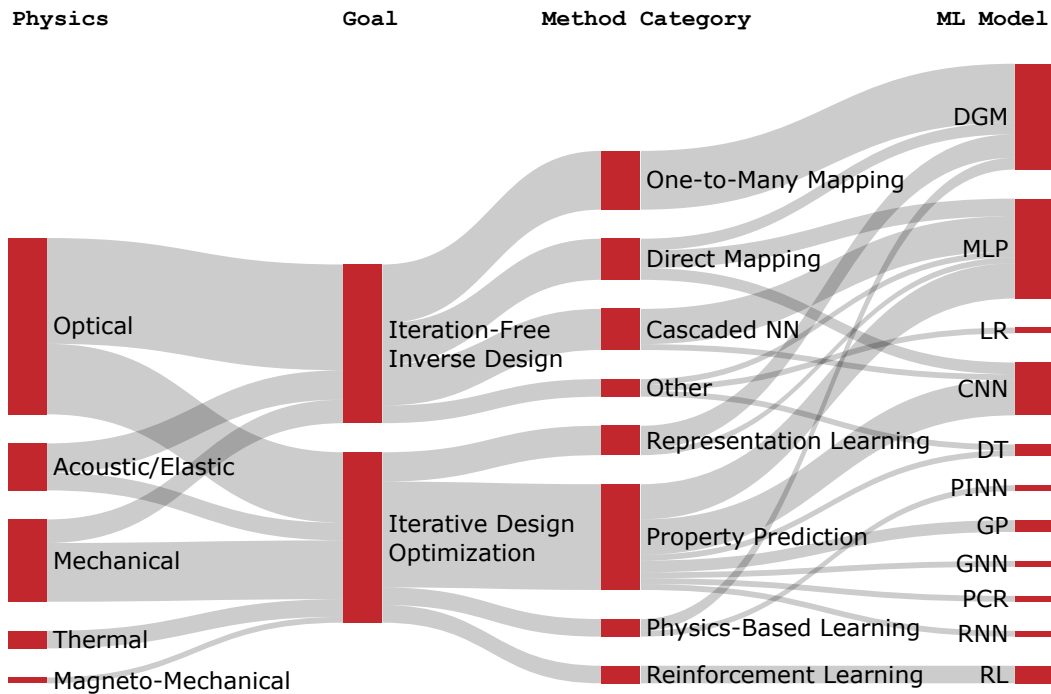 Physics
Goal
Method Category
ML Model
Optical
Acoustic/Elastic
Mechanical
Thermal
Magneto-Mechanical
Iteration-Free
Inverse Design
Iterative Design
Optimization
One-to-Many Mapping
Direct Mapping
Cascaded NN
Other
Representation Learning
Property Prediction
Physics-Based Learning
Reinforcement Learning
DGM
MLP
LR
CNN
DT
PINN
GP
GNN
PCR
RNN
RL